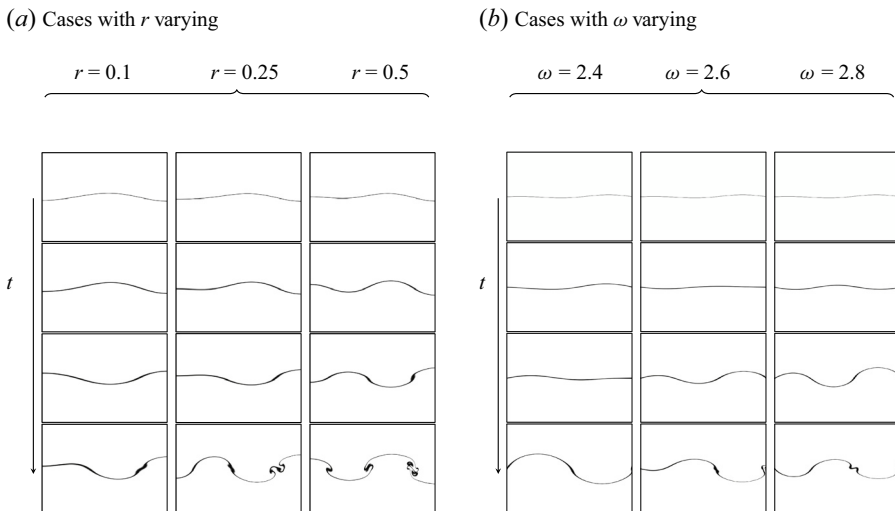 (a) Cases with r varying
r = 0.1 r = 0.25 r = 0.5
t
(b) Cases with ω varying
ω = 2.4 ω = 2.6 ω = 2.8
t